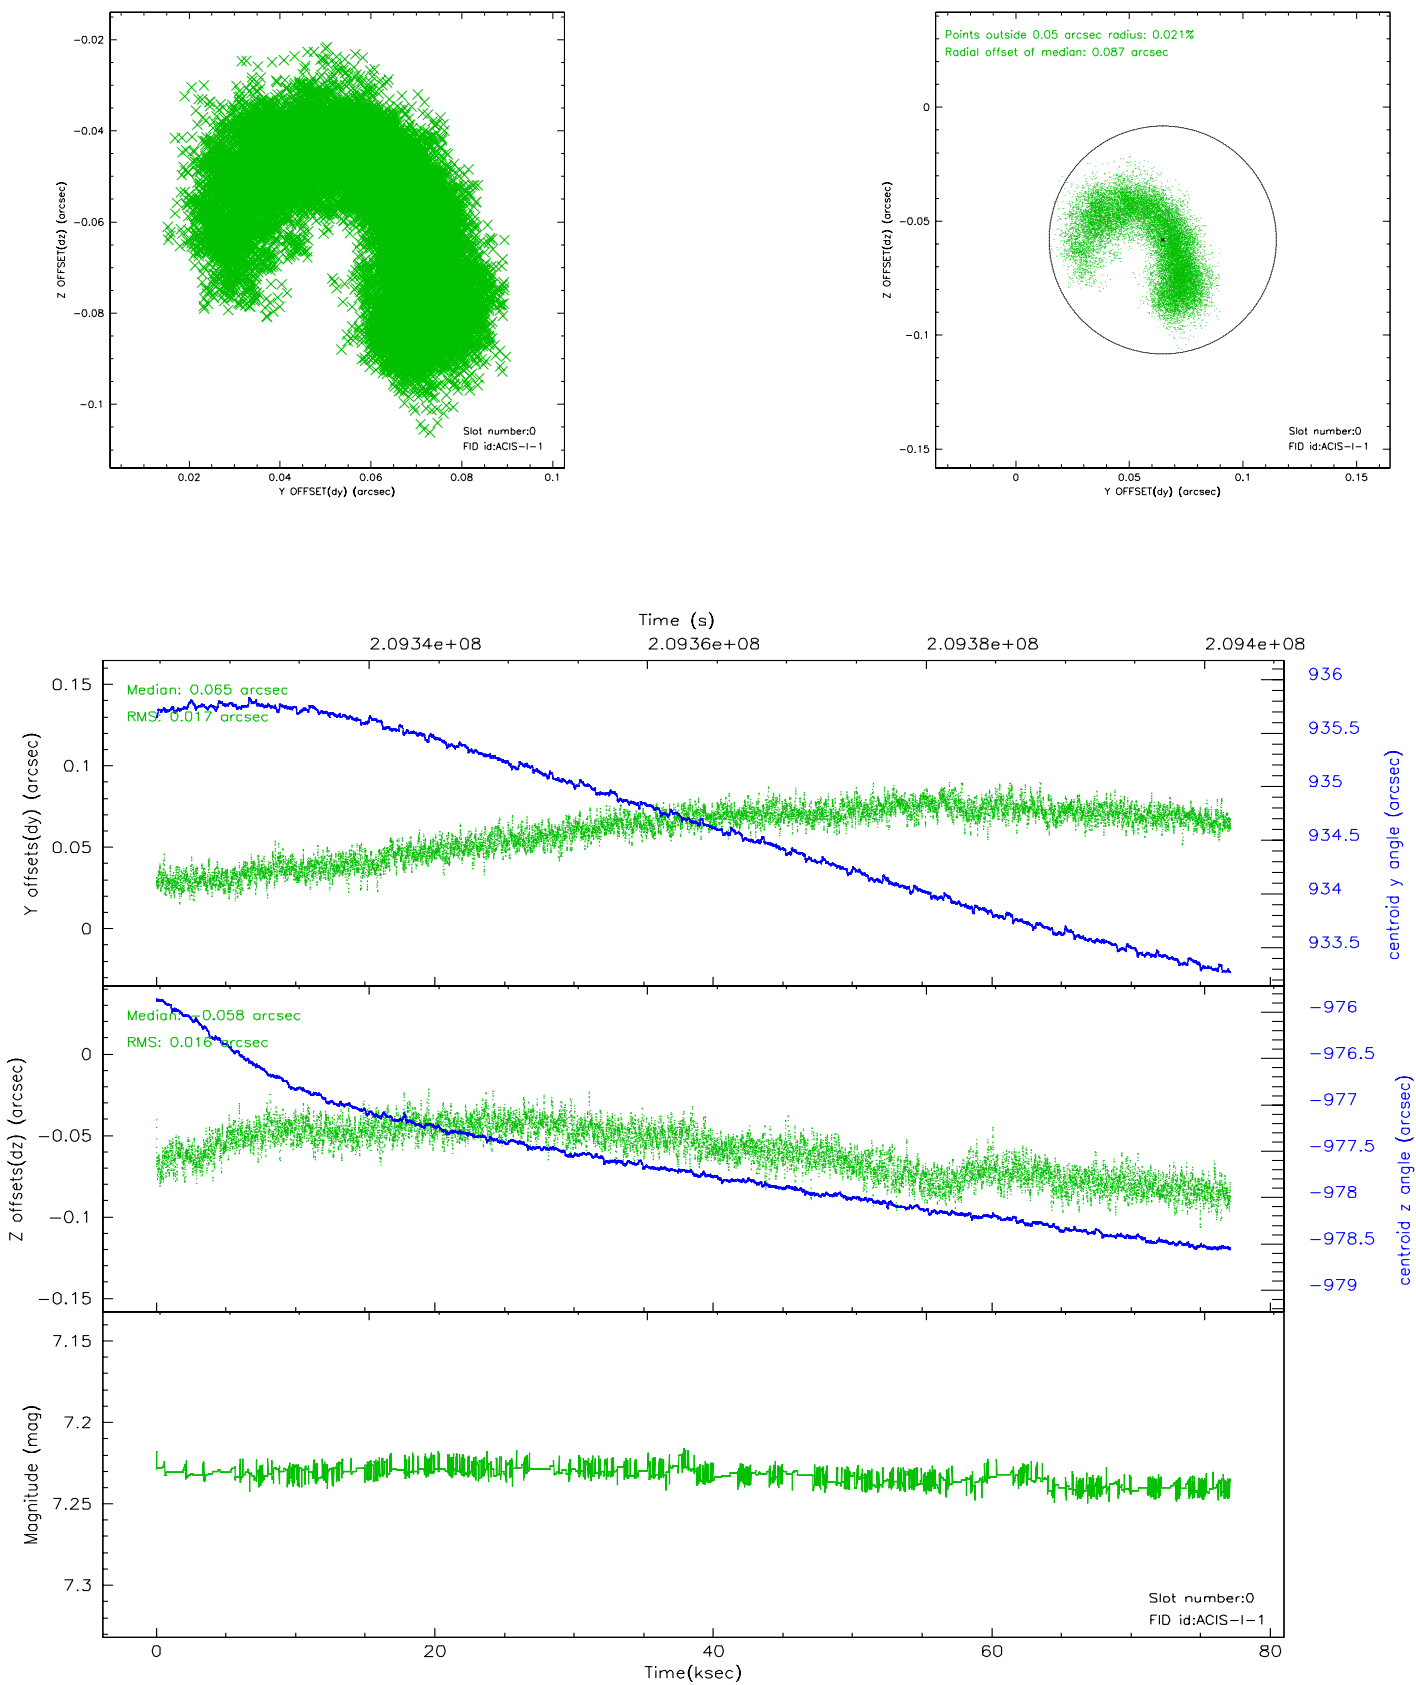 −0.02
−0.04
−0.06
−0.08
−0.1
Z OFFSET(dz) (arcsec)
Slot number:0
FID id:ACIS−I−1
0.02 0.04 0.06 0.08 0.1
Y OFFSET(dy) (arcsec)
Points outside 0.05 arcsec radius: 0.021%
Radial offset of median: 0.087 arcsec
0
−0.05
−0.1
−0.15
Z OFFSET(dz) (arcsec)
Slot number:0
FID id:ACIS−I−1
0 0.05 0.1 0.15
Y OFFSET(dy) (arcsec)
Time (s)
2.0934e+08 2.0936e+08 2.0938e+08 2.094e+08
Median: 0.065 arcsec
RMS: 0.017 arcsec
0.15
0.1
0.05
0
Y offsets(dy) (arcsec)
936
935.5
935
934.5
934
933.5
centroid y angle (arcsec)
Median: −0.058 arcsec
RMS: 0.016 arcsec
0
−0.05
−0.1
−0.15
Z offsets(dz) (arcsec)
−976
−976.5
−977
−977.5
−978
−978.5
−979
centroid z angle (arcsec)
7.15
7.2
7.25
7.3
Magnitude (mag)
Slot number:0
FID id:ACIS−I−1
0 20 40 60 80
Time(ksec)